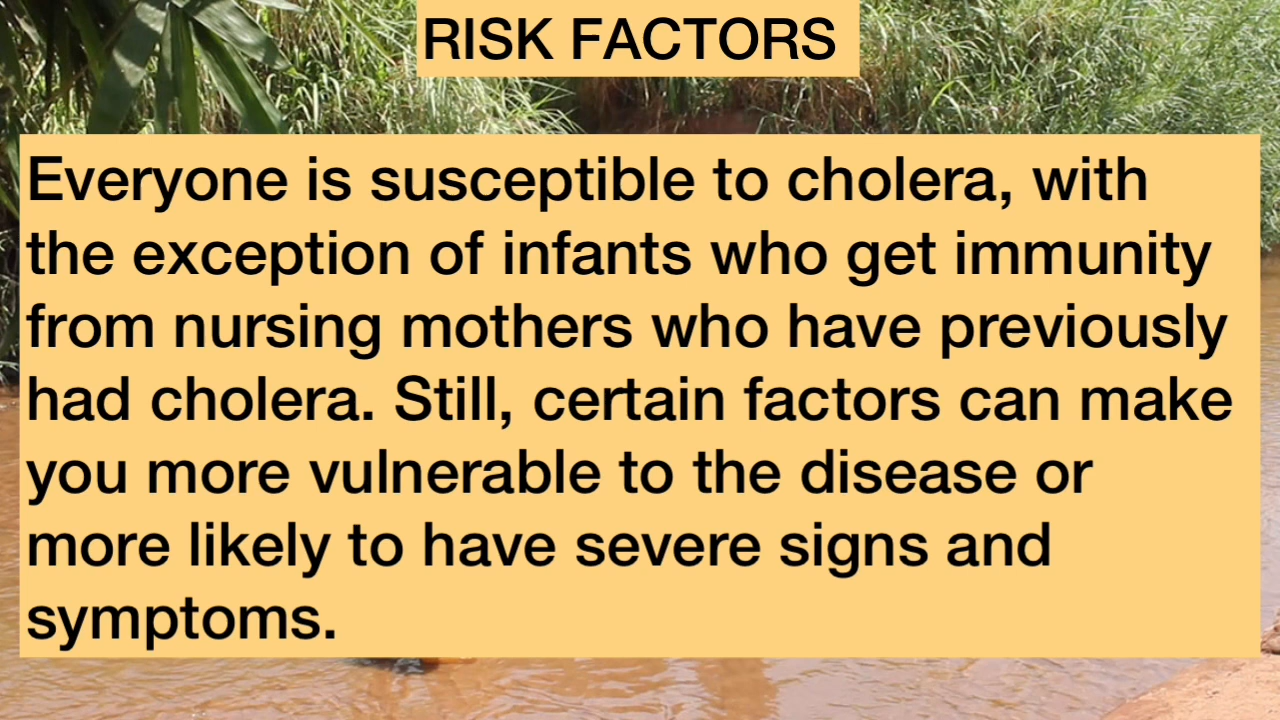 RISK FACTORS
Everyone is susceptible to cholera, with
the exception of infants who get immunity
from nursing mothers who have previously
had cholera. Still, certain factors can make
you more vulnerable to the disease or
more likely to have severe signs and
symptoms.